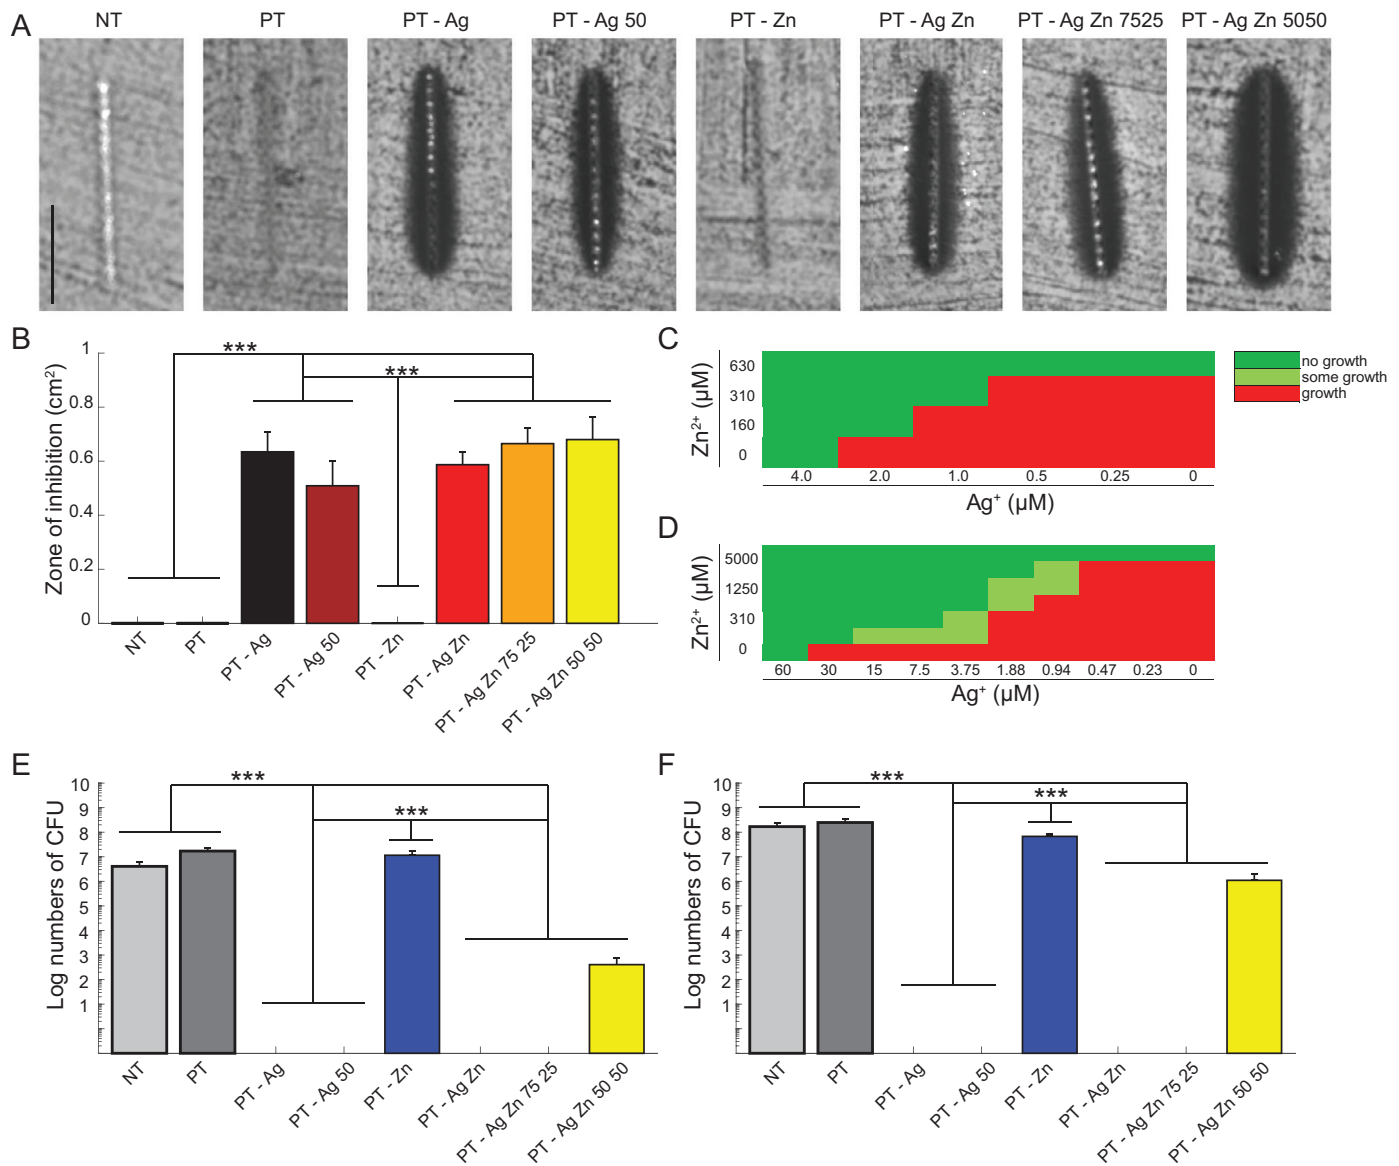 A
NT
PT
PT - Ag
PT - Ag 50
PT - Zn
PT - Ag Zn
PT - Ag Zn 7525
PT - Ag Zn 5050
B
***
***
Zone of inhibition (cm²)
1
0.8
0.6
0.4
0.2
0
NT
PT
PT - Ag
PT - Ag 50
PT - Zn
PT - Ag Zn
PT - Ag Zn 75 25
PT - Ag Zn 50 50
C
Zn²⁺ (µM)
630
310
160
0
4.0
2.0
1.0
0.5
0.25
0
Ag⁺ (µM)
no growth
some growth
growth
D
Zn²⁺ (µM)
5000
1250
310
0
60
30
15
7.5
3.75
1.88
0.94
0.47
0.23
0
Ag⁺ (µM)
E
***
***
Log numbers of CFU
10
9
8
7
6
5
4
3
2
1
NT
PT
PT - Ag
PT - Ag 50
PT - Zn
PT - Ag Zn
PT - Ag Zn 75 25
PT - Ag Zn 50 50
F
***
***
Log numbers of CFU
10
9
8
7
6
5
4
3
2
1
NT
PT
PT - Ag
PT - Ag 50
PT - Zn
PT - Ag Zn
PT - Ag Zn 75 25
PT - Ag Zn 50 50